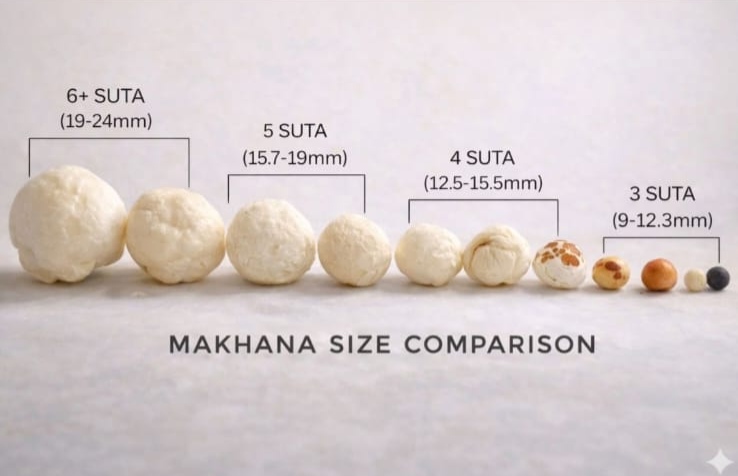 6+ SUTA
(19-24mm)
5 SUTA
(15.7-19mm)
4 SUTA
(12.5-15.5mm)
3 SUTA
(9-12.3mm)
MAKHANA SIZE COMPARISON